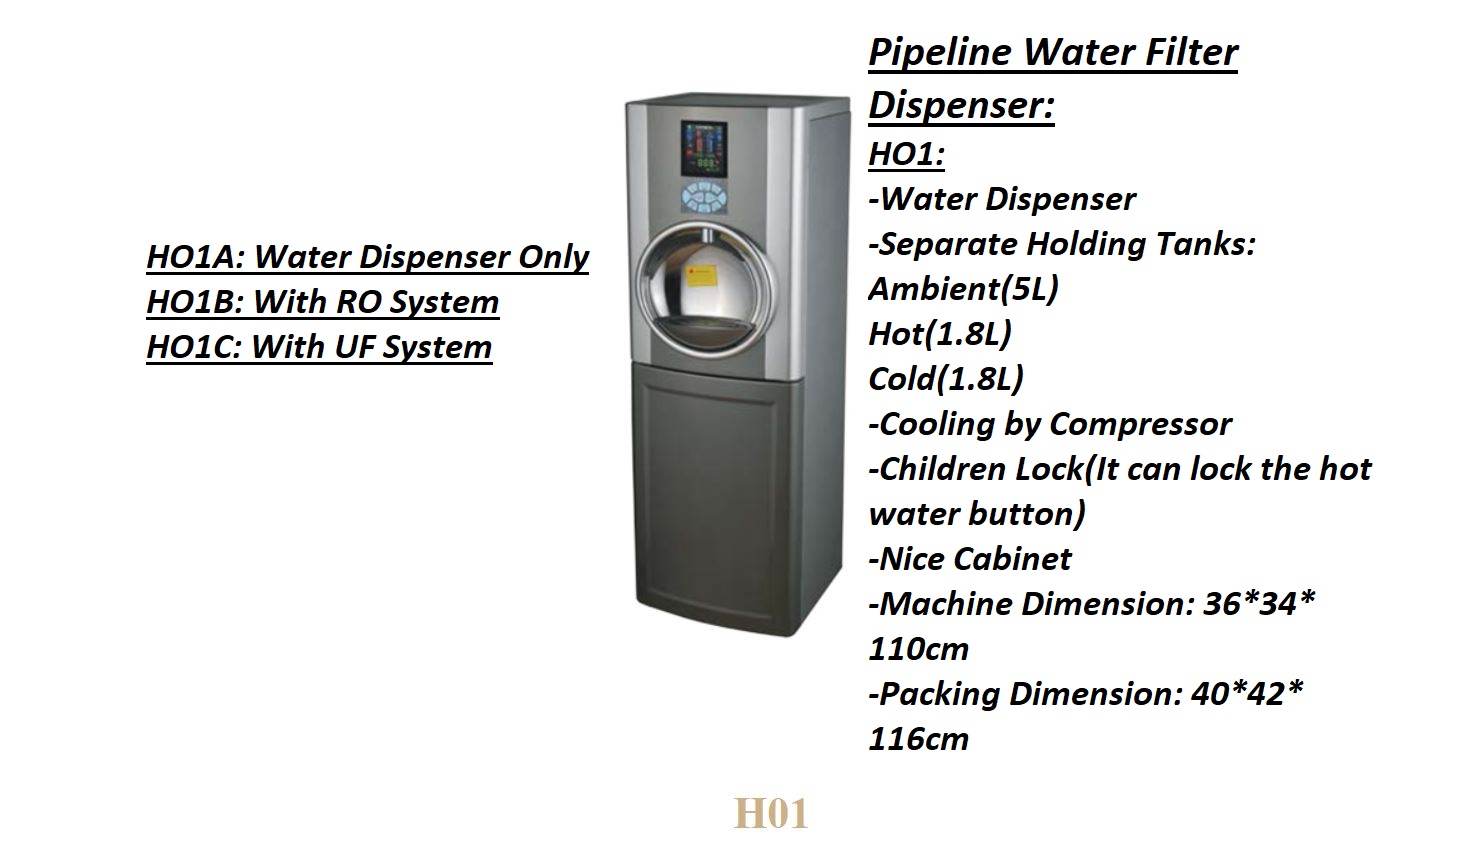 HO1A: Water Dispenser Only
HO1B: With RO System
HO1C: With UF System
Pipeline Water Filter
Dispenser:
HO1:
-Water Dispenser
-Separate Holding Tanks:
Ambient(5L)
Hot(1.8L)
Cold(1.8L)
-Cooling by Compressor
-Children Lock(It can lock the hot
water button)
-Nice Cabinet
-Machine Dimension: 36*34*
110cm
-Packing Dimension: 40*42*
116cm
H01